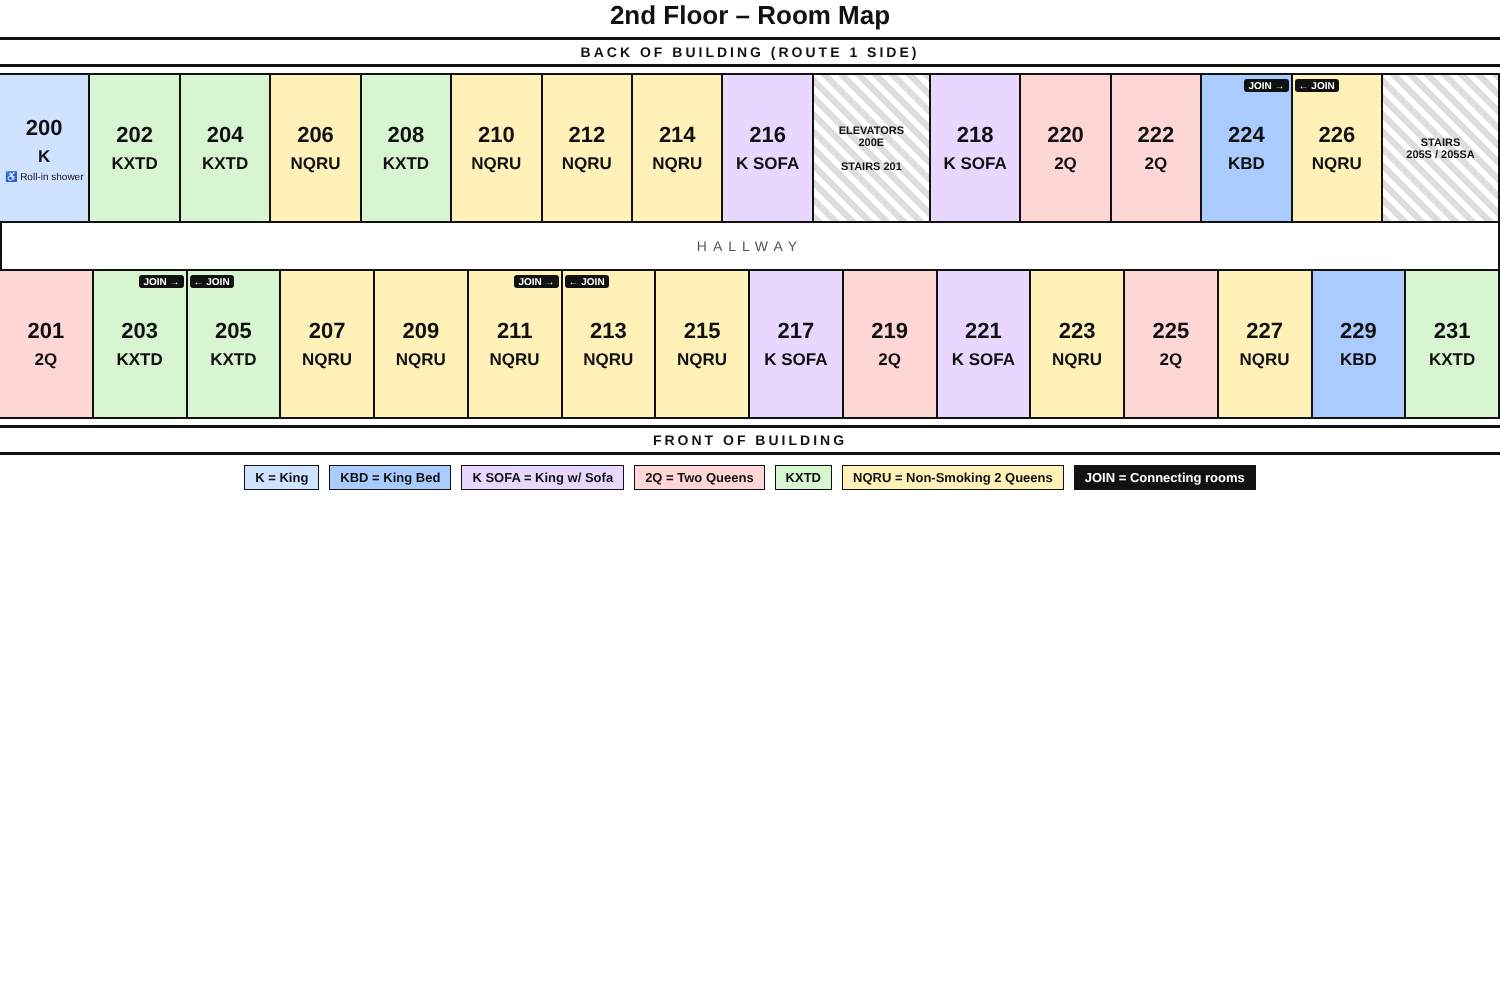 2nd Floor – Room Map
BACK OF BUILDING (ROUTE 1 SIDE)
200
K
♿ Roll-in shower
202
KXTD
204
KXTD
206
NQRU
208
KXTD
210
NQRU
212
NQRU
214
NQRU
216
K SOFA
ELEVATORS
200E
STAIRS 201
218
K SOFA
220
2Q
222
2Q
JOIN →
224
KBD
← JOIN
226
NQRU
STAIRS
205S / 205SA
HALLWAY
201
2Q
JOIN →
203
KXTD
← JOIN
205
KXTD
207
NQRU
209
NQRU
JOIN →
211
NQRU
← JOIN
213
NQRU
215
NQRU
217
K SOFA
219
2Q
221
K SOFA
223
NQRU
225
2Q
227
NQRU
229
KBD
231
KXTD
FRONT OF BUILDING
K = King
KBD = King Bed
K SOFA = King w/ Sofa
2Q = Two Queens
KXTD
NQRU = Non-Smoking 2 Queens
JOIN = Connecting rooms